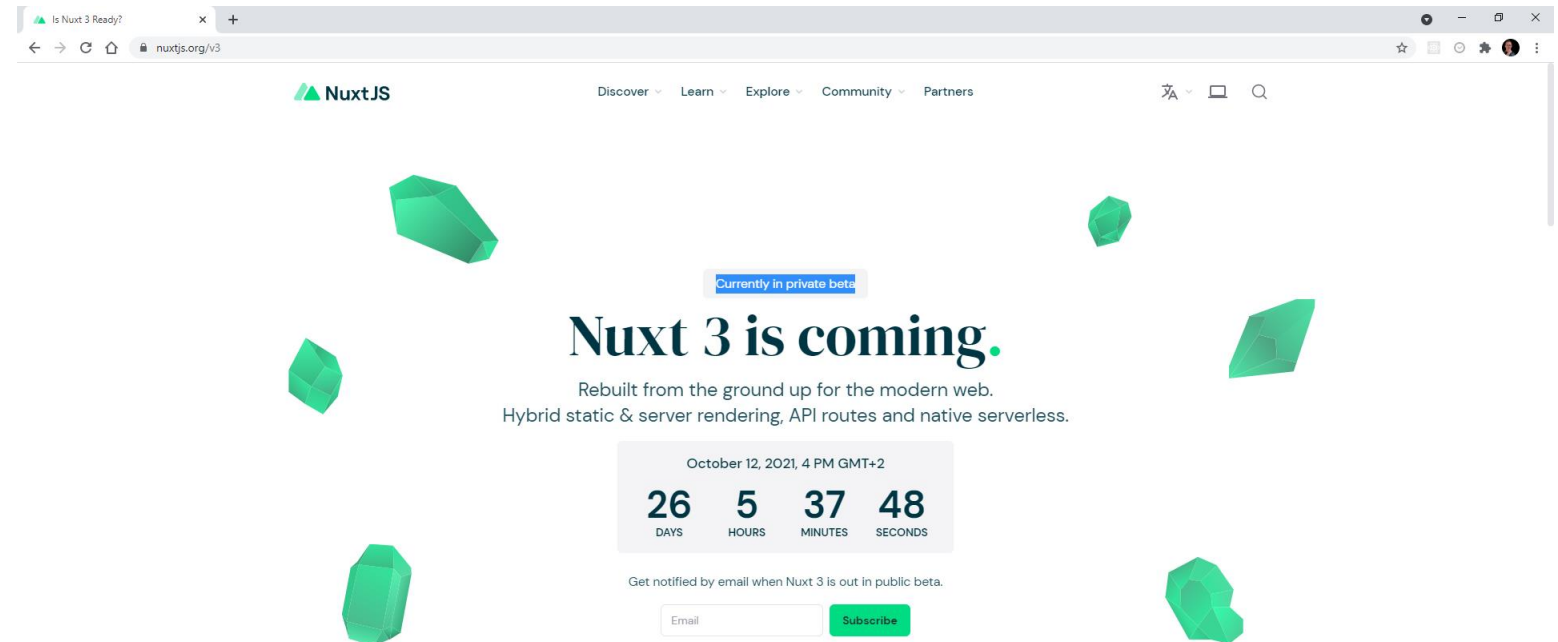 Is Nuxt 3 Ready?
nuxtjs.org/v3
NuxtJS
Discover
Learn
Explore
Community
Partners
Currently in private beta
Nuxt 3 is coming.
Rebuilt from the ground up for the modern web.
Hybrid static & server rendering, API routes and native serverless.
October 12, 2021, 4 PM GMT+2
26 5 37 48
DAYS HOURS MINUTES SECONDS
Get notified by email when Nuxt 3 is out in public beta.
Email Subscribe